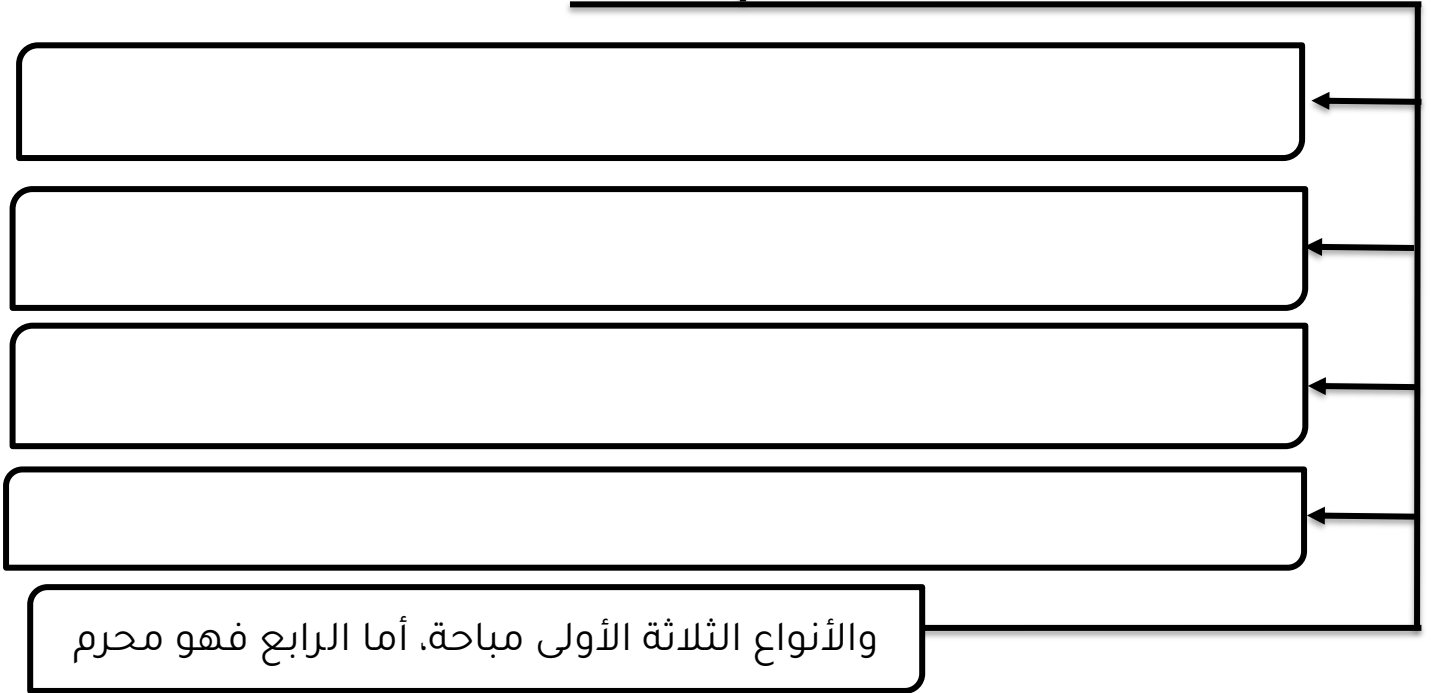 والأنواع الثلاثة الأولى مباحة، أما الرابع فهو محرم